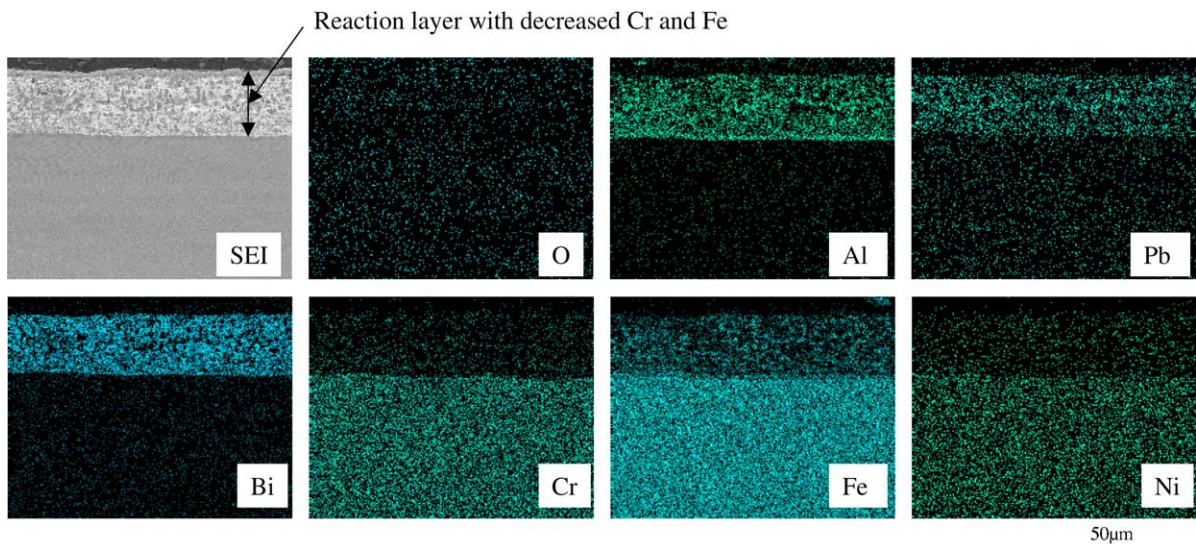 Reaction layer with decreased Cr and Fe
SEI
O
Al
Pb
Bi
Cr
Fe
Ni
50μm